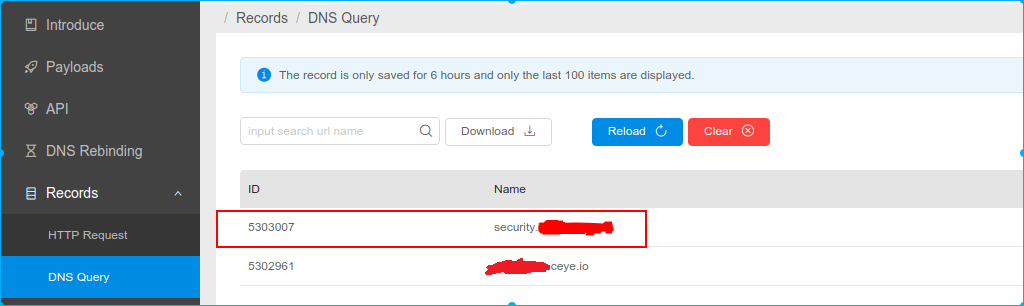 Introduce
Payloads
API
DNS Rebinding
Records
HTTP Request
DNS Query
/ Records / DNS Query
The record is only saved for 6 hours and only the last 100 items are displayed.
input search url name
Download
Reload
Clear
ID Name
5303007 security.
5302961 ceye.io